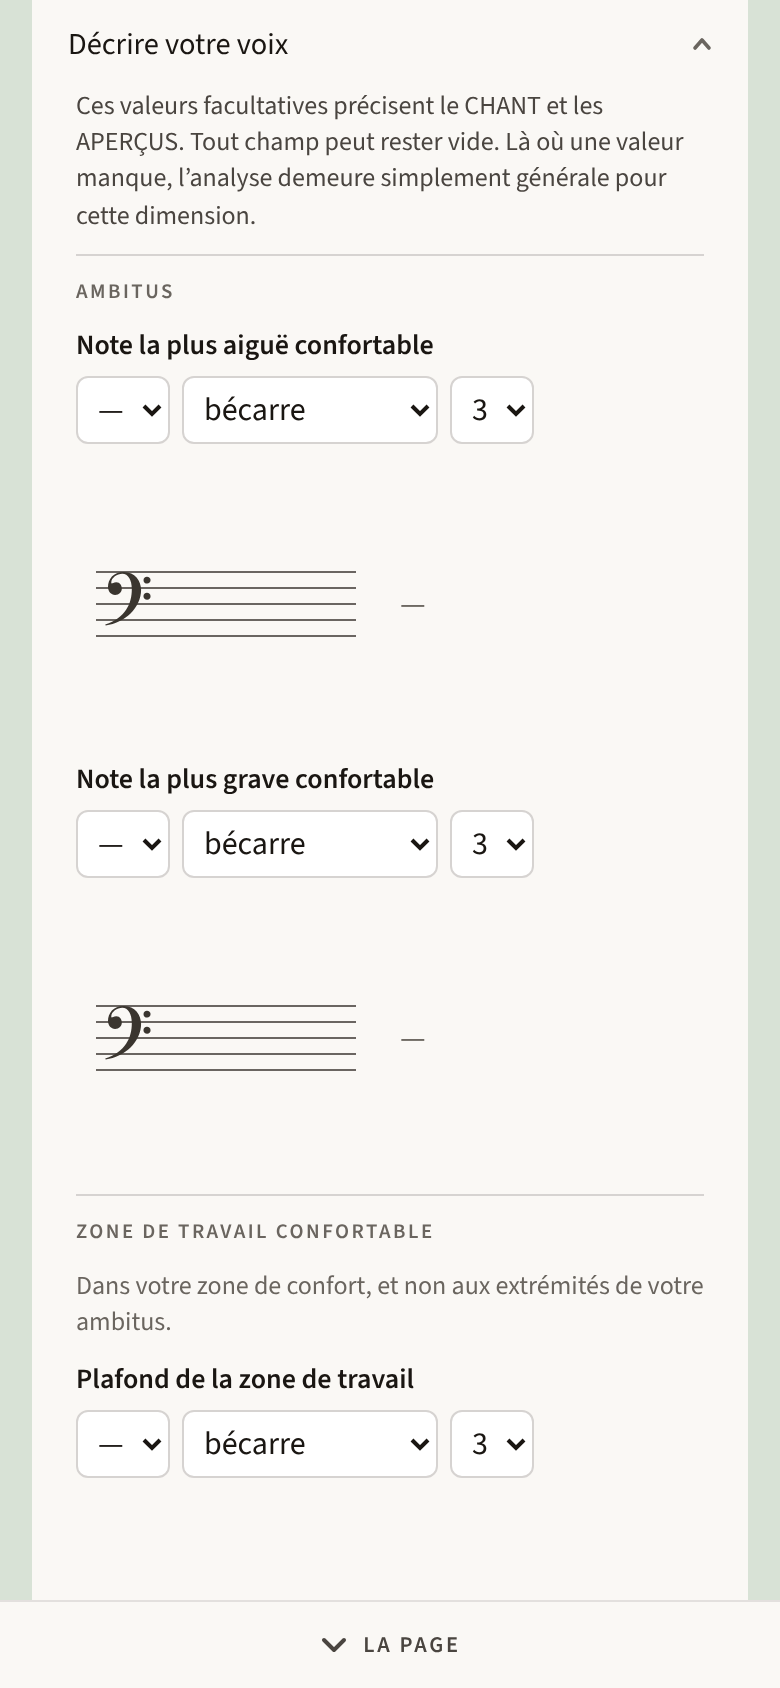 Décrire votre voix
Ces valeurs facultatives précisent le CHANT et les
APERÇUS. Tout champ peut rester vide. Là où une valeur
manque, l’analyse demeure simplement générale pour
cette dimension.
AMBITUS
Note la plus aiguë confortable
— bécarre 3
—
Note la plus grave confortable
— bécarre 3
—
ZONE DE TRAVAIL CONFORTABLE
Dans votre zone de confort, et non aux extrémités de votre
ambitus.
Plafond de la zone de travail
— bécarre 3
LA PAGE